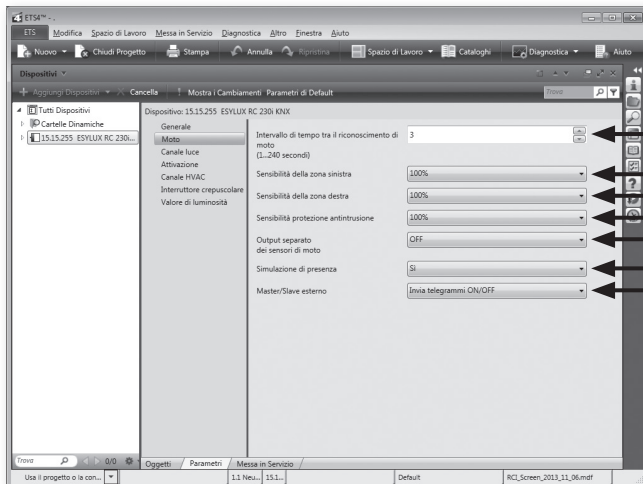 ETS4™ - .
ETS Modifica Spazio di Lavoro Messa in Servizio Diagnostica Altro Finestra Aiuto
Nuovo Chiudi Progetto Stampa Annulla Ripristina Spazio di Lavoro Cataloghi Diagnostica Aiuto
Dispositivi
Aggiungi Dispositivi Cancella Mostra i Cambiamenti Parametri di Default Trova
Tutti Dispositivi
Cartelle Dinamiche
15.15.255 ESYLUX RC 230i...
Dispositivo: 15.15.255 ESYLUX RC 230i KNX
Generale
Moto
Canale luce
Attivazione
Canale HVAC
Interruttore crepuscolare
Valore di luminosità
Intervallo di tempo tra il riconoscimento di
moto
(1...240 secondi)
3
Sensibilità della zona sinistra
100%
Sensibilità della zona destra
100%
Sensibilità protezione antintrusione
100%
Output separato
dei sensori di moto
OFF
Simulazione di presenza
Si
Master/Slave esterno
Invia telegrammi ON/OFF
Trova 0/0
Oggetti Parametri Messa in Servizio
Usa il progetto o la con... 1.1 Neu... 15.1... Default RCI_Screen_2013_11_06.mdf